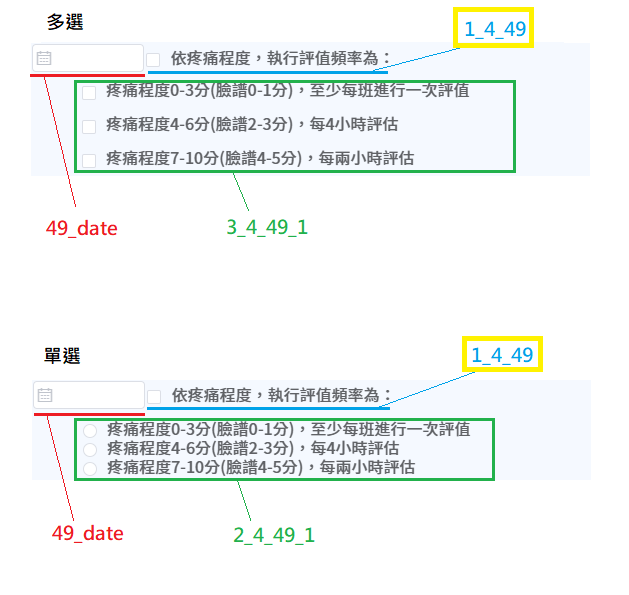 多選
1_4_49
依疼痛程度，執行評值頻率為：
疼痛程度0-3分(臉譜0-1分)，至少每班進行一次評值
疼痛程度4-6分(臉譜2-3分)，每4小時評估
疼痛程度7-10分(臉譜4-5分)，每兩小時評估
49_date
3_4_49_1
單選
1_4_49
依疼痛程度，執行評值頻率為：
疼痛程度0-3分(臉譜0-1分)，至少每班進行一次評值
疼痛程度4-6分(臉譜2-3分)，每4小時評估
疼痛程度7-10分(臉譜4-5分)，每兩小時評估
49_date
2_4_49_1